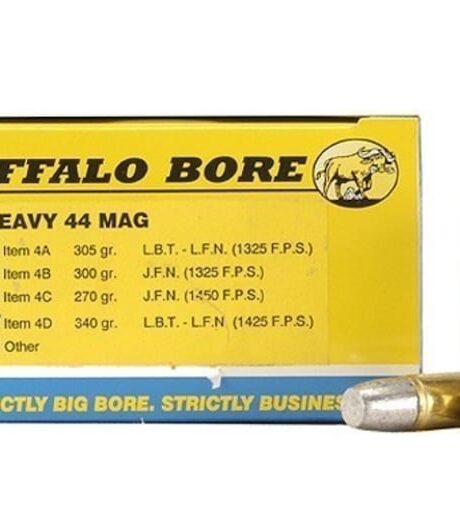 FFALO BORE
EAVY 44 MAG
Item 4A 305 gr. L.B.T. - L.F.N. (1325 F.P.S.)
Item 4B 300 gr. J.F.N. (1325 F.P.S.)
Item 4C 270 gr. J.F.N. (1450 F.P.S.)
Item 4D 340 gr. L.B.T. - L.F.N (1425 F.P.S.)
Other
CTLY BIG BORE. STRICTLY BUSINES